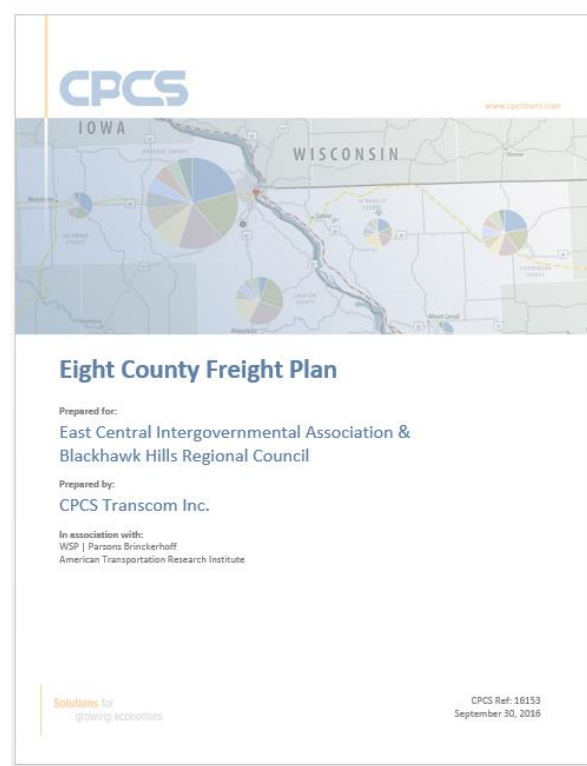 CPCS
www.cpcstrans.com
IOWA
WISCONSIN
Eight County Freight Plan
Prepared for:
East Central Intergovernmental Association &
Blackhawk Hills Regional Council
Prepared by:
CPCS Transcom Inc.
In association with:
WSP | Parsons Brinckerhoff
American Transportation Research Institute
Solutions for
growing economies
CPCS Ref: 16153
September 30, 2016